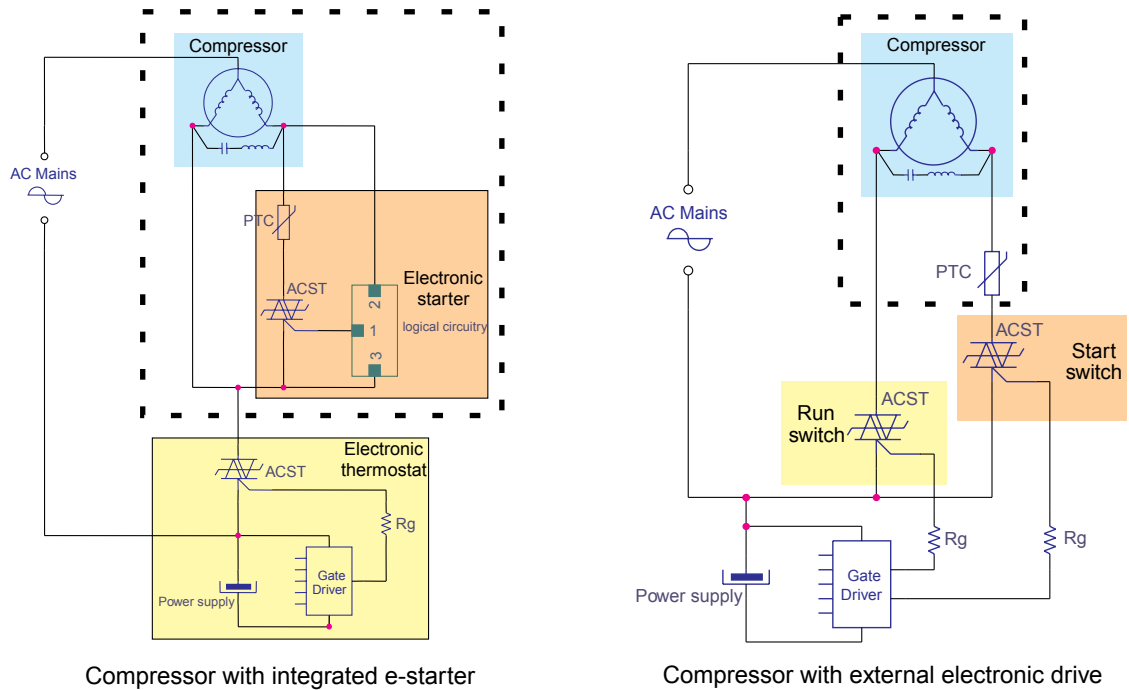 Compressor
AC Mains
PTC
ACST
Electronic
starter
logical circuitry
2
1
3
Electronic
thermostat
ACST
Rg
Gate
Driver
Power supply
Compressor with integrated e-starter
Compressor
AC Mains
PTC
ACST
Start
switch
ACST
Run
switch
Rg
Rg
Gate
Driver
Power supply
Compressor with external electronic drive